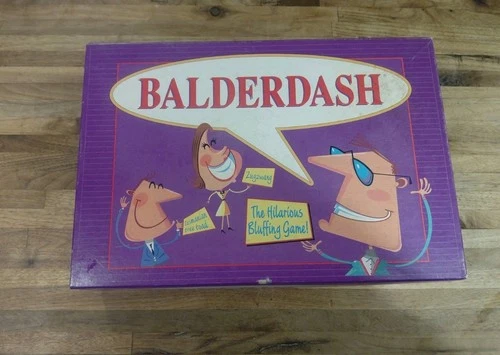 BALDERDASH
The Hilarious
Bluffing Game!